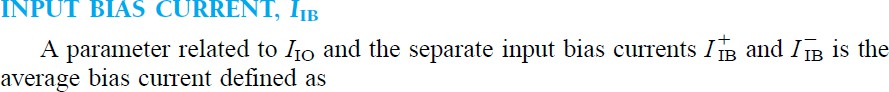 INPUT BIAS CURRENT, I_IB
A parameter related to I_IO and the separate input bias currents I_IB^+ and I_IB^- is the
average bias current defined as